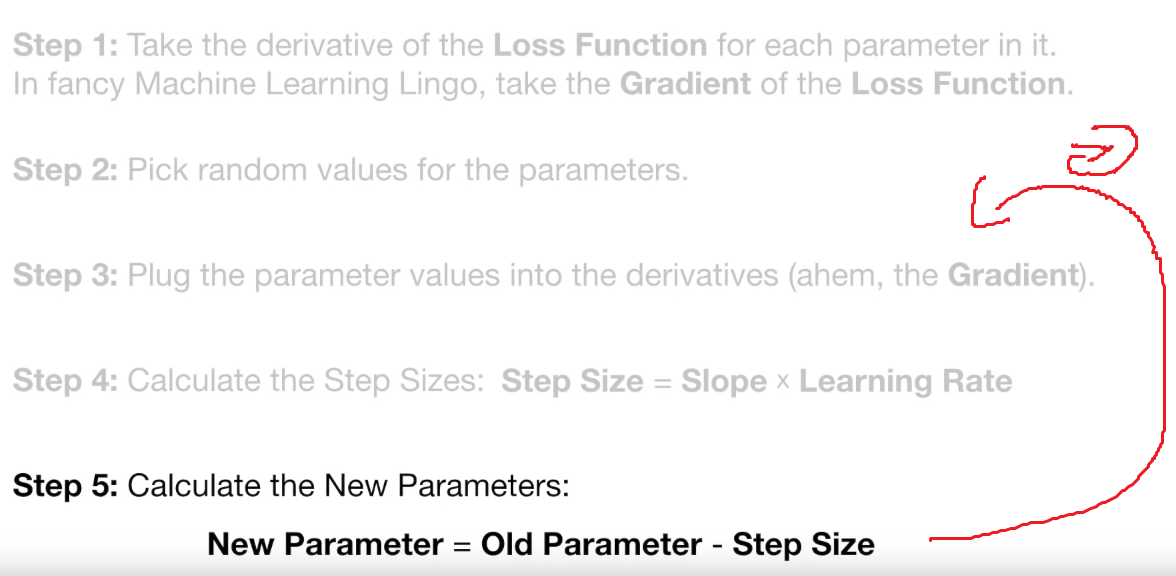 Step 1: Take the derivative of the Loss Function for each parameter in it.
In fancy Machine Learning Lingo, take the Gradient of the Loss Function.
Step 2: Pick random values for the parameters.
Step 3: Plug the parameter values into the derivatives (ahem, the Gradient).
Step 4: Calculate the Step Sizes: Step Size = Slope × Learning Rate
Step 5: Calculate the New Parameters:
New Parameter = Old Parameter - Step Size